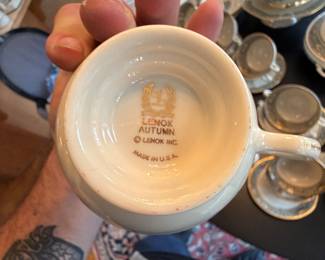 LENOX
AUTUMN
© LENOX INC.
MADE IN U.S.A.